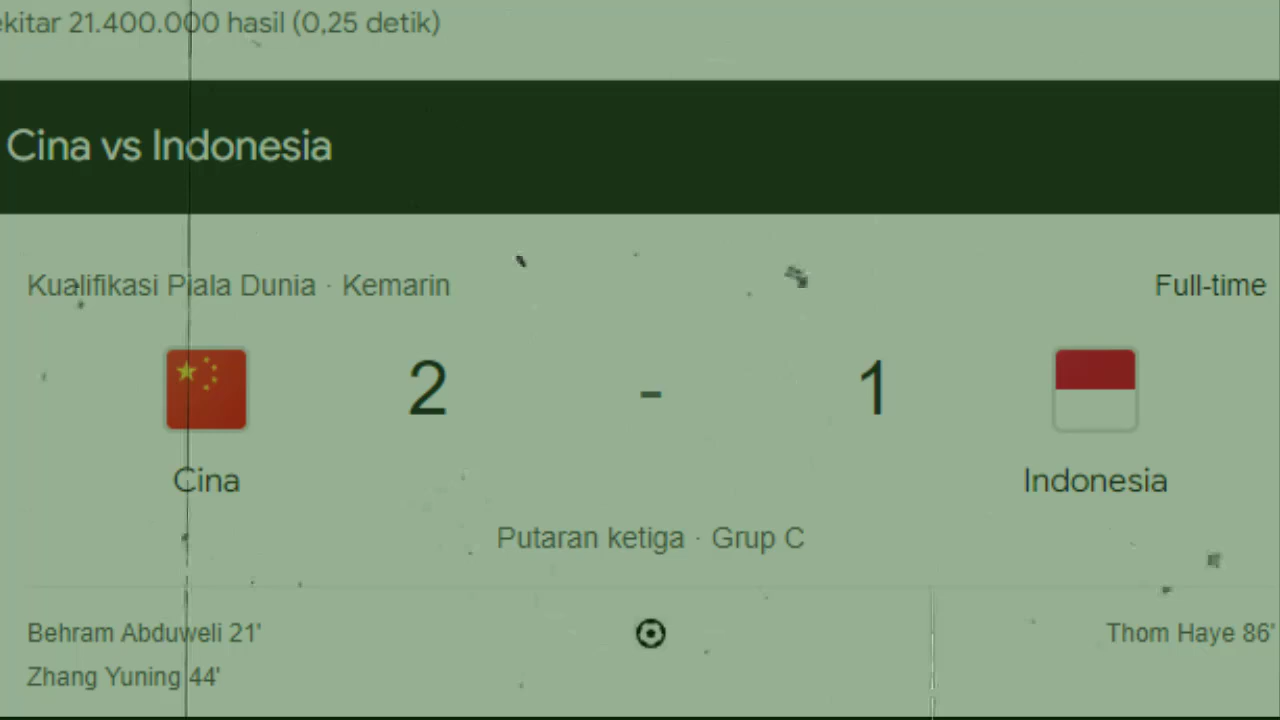 ekitar 21.400.000 hasil (0,25 detik)
Cina vs Indonesia
Kualifikasi Piala Dunia · Kemarin Full-time
2 - 1
Cina Indonesia
Putaran ketiga · Grup C
Behram Abduweli 21' Thom Haye 86'
Zhang Yuning 44'